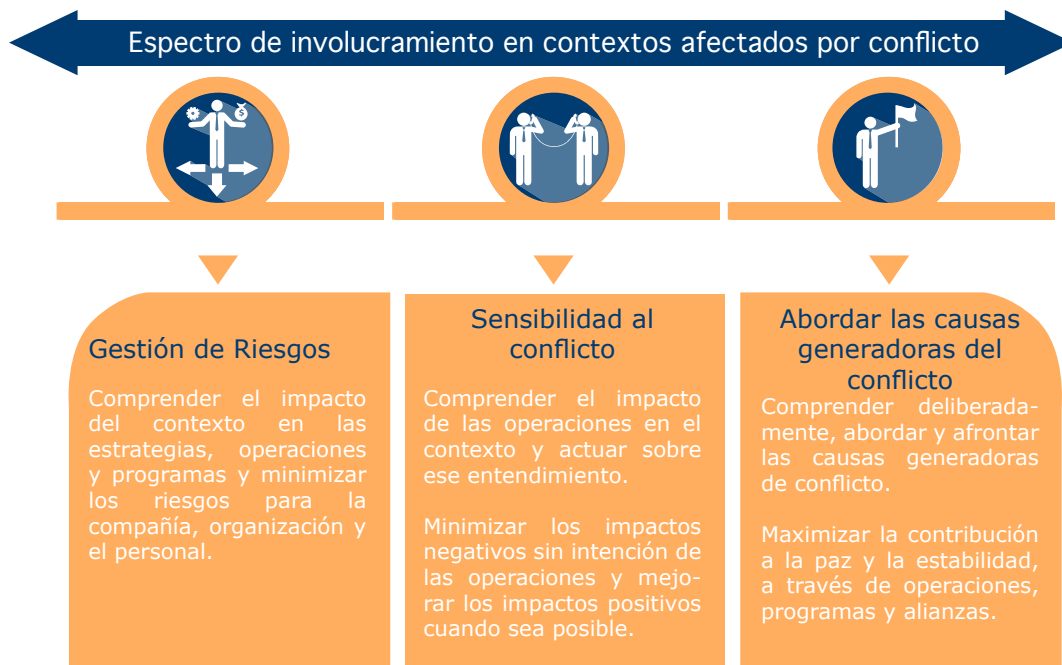 Espectro de involucramiento en contextos afectados por conflicto
$
Gestión de Riesgos
Comprender el impacto
del contexto en las
estrategias, operaciones
y programas y minimizar
los riesgos para la
compañía, organización y
el personal.
Sensibilidad al
conflicto
Comprender el impacto
de las operaciones en el
contexto y actuar sobre
ese entendimiento.
Minimizar los impactos
negativos sin intención de
las operaciones y mejo-
rar los impactos positivos
cuando sea posible.
Abordar las causas
generadoras del
conflicto
Comprender deliberada-
mente, abordar y afrontar
las causas generadoras
de conflicto.
Maximizar la contribución
a la paz y la estabilidad,
a través de operaciones,
programas y alianzas.